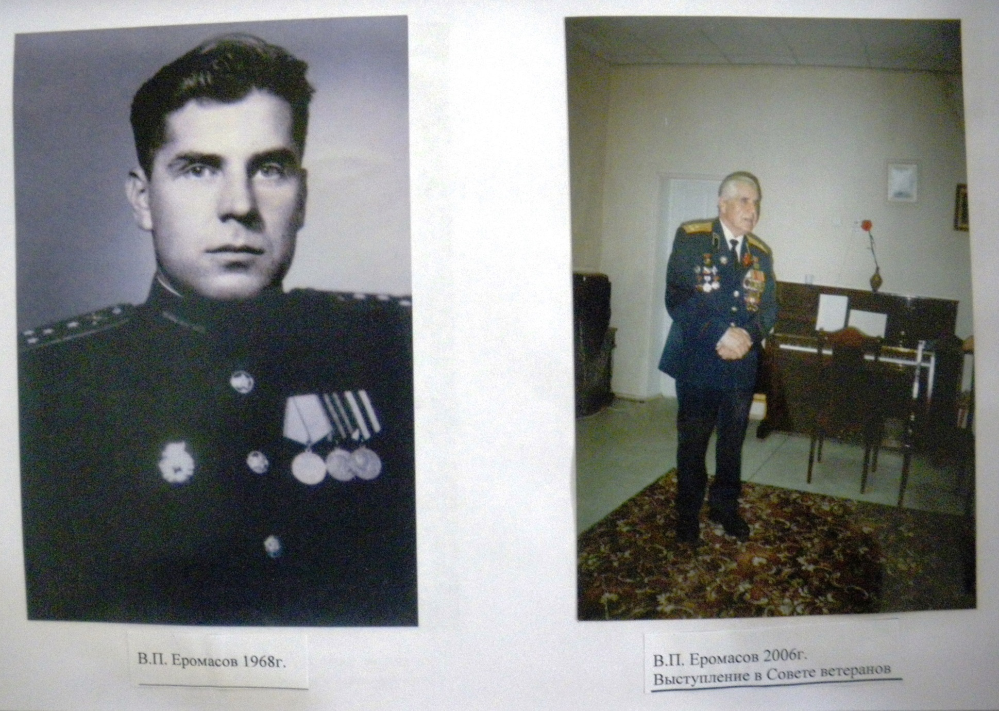 В.П. Еромасов 1968г.
В.П. Еромасов 2006г.
Выступление в Совете ветеранов